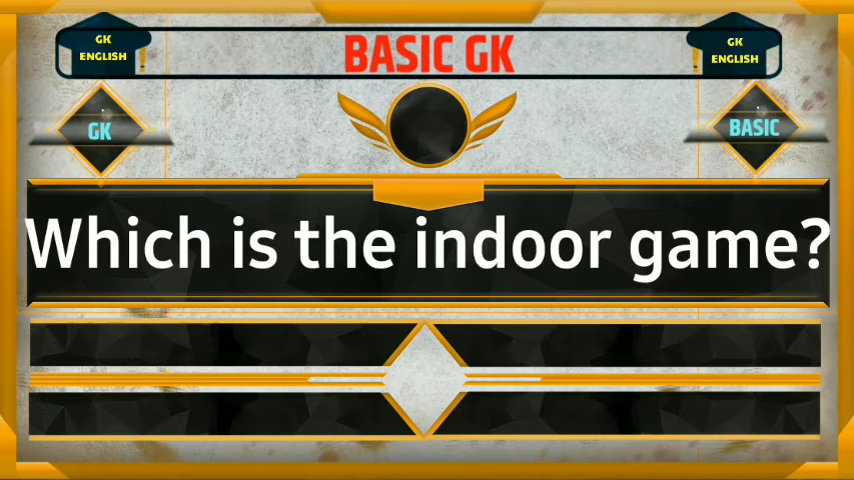 GK
ENGLISH
BASIC GK
GK
ENGLISH
GK
BASIC
Which is the indoor game?